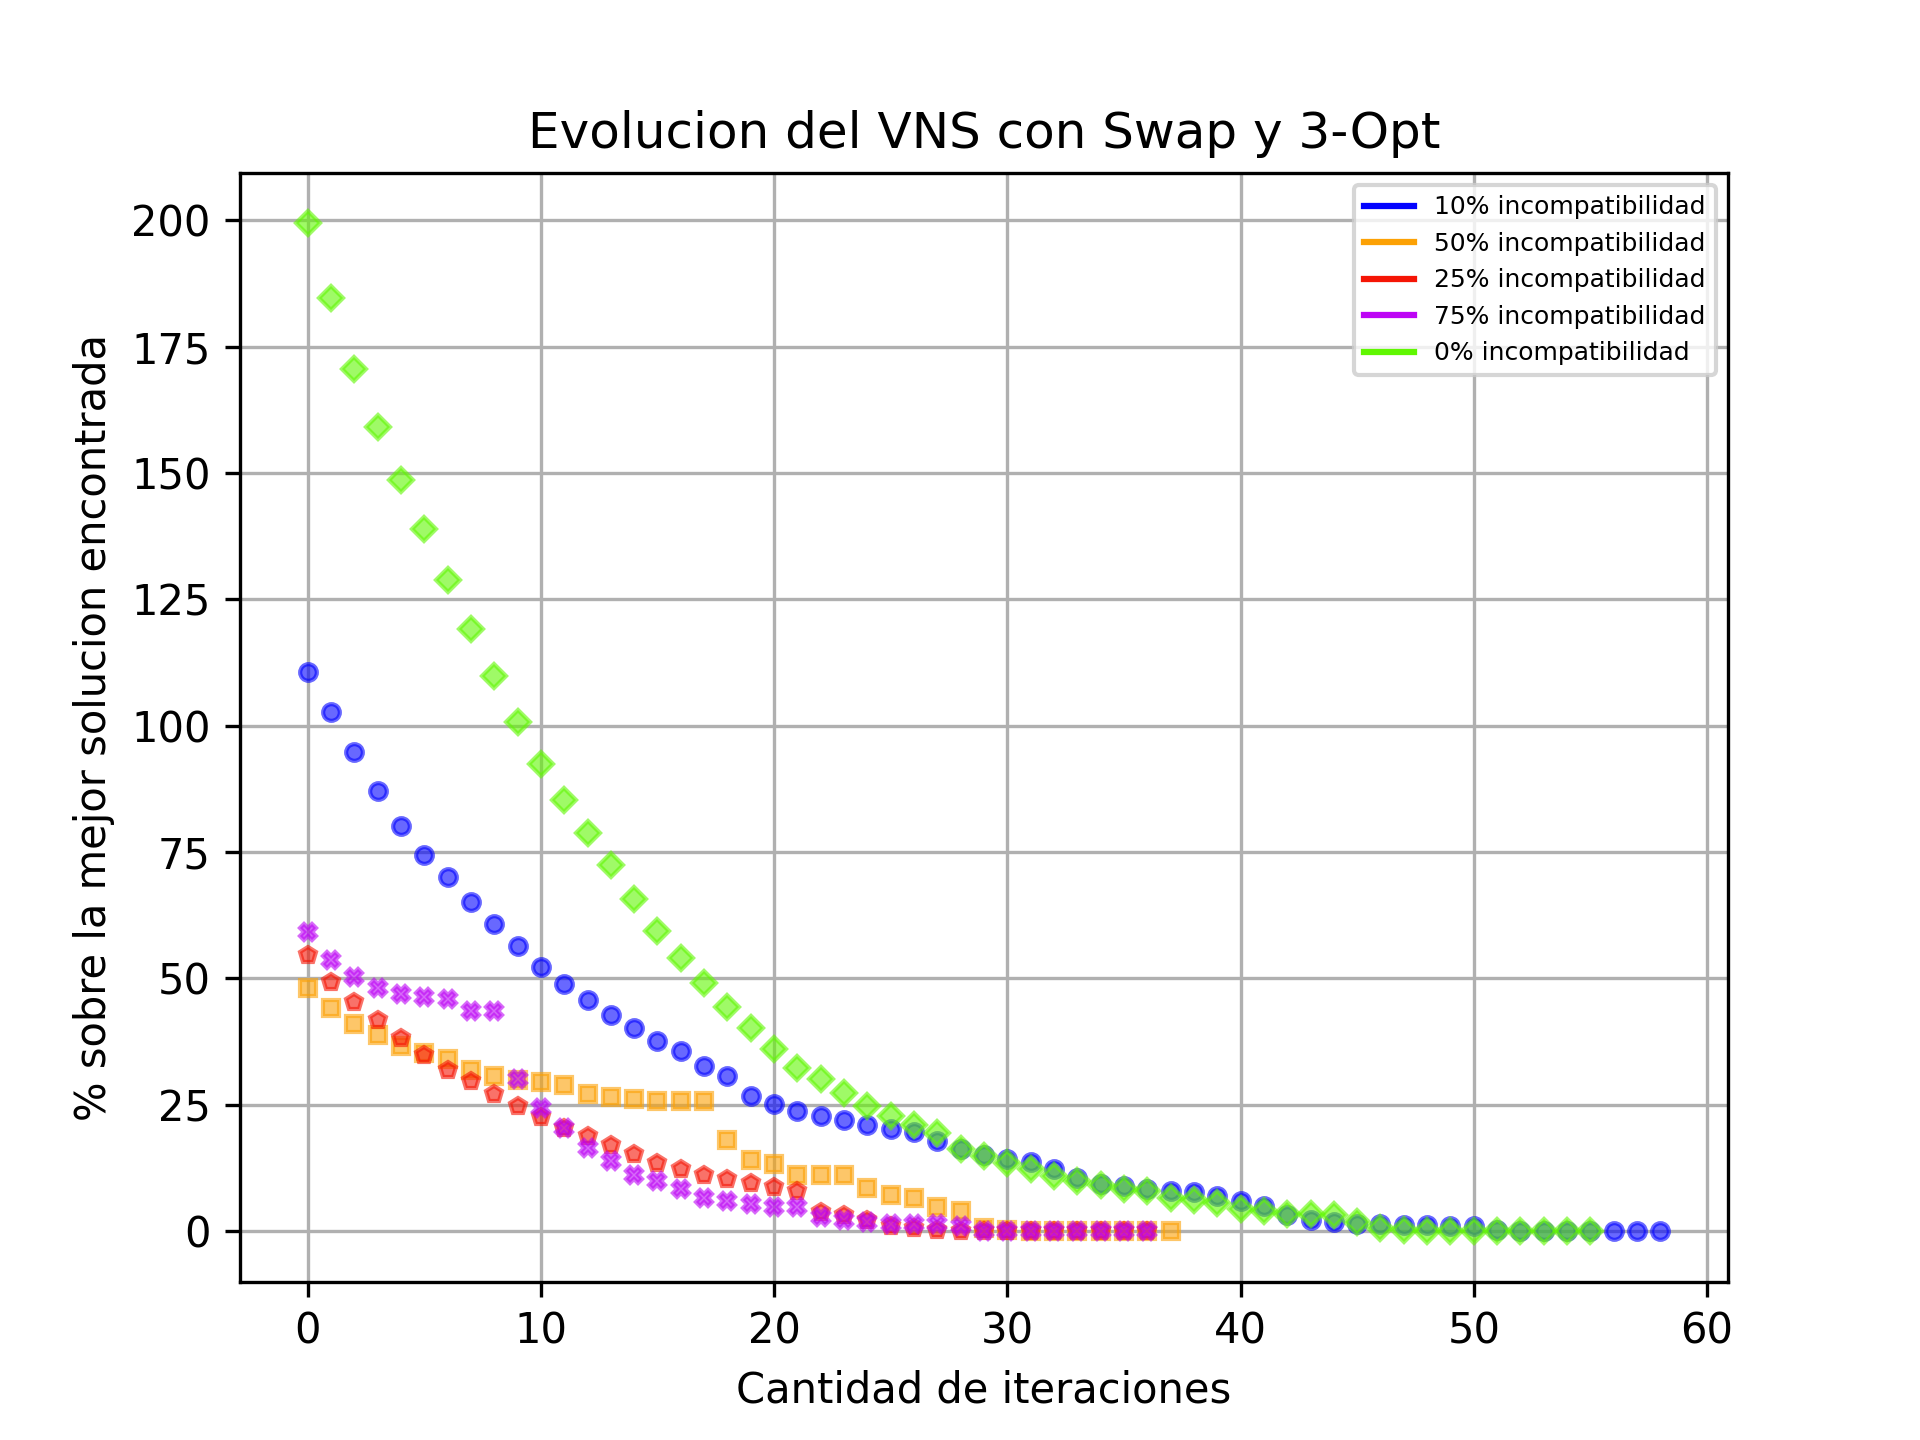 Evolucion del VNS con Swap y 3-Opt
10% incompatibilidad
50% incompatibilidad
25% incompatibilidad
75% incompatibilidad
0% incompatibilidad
% sobre la mejor solucion encontrada
200
175
150
125
100
75
50
25
0
0 10 20 30 40 50 60
Cantidad de iteraciones